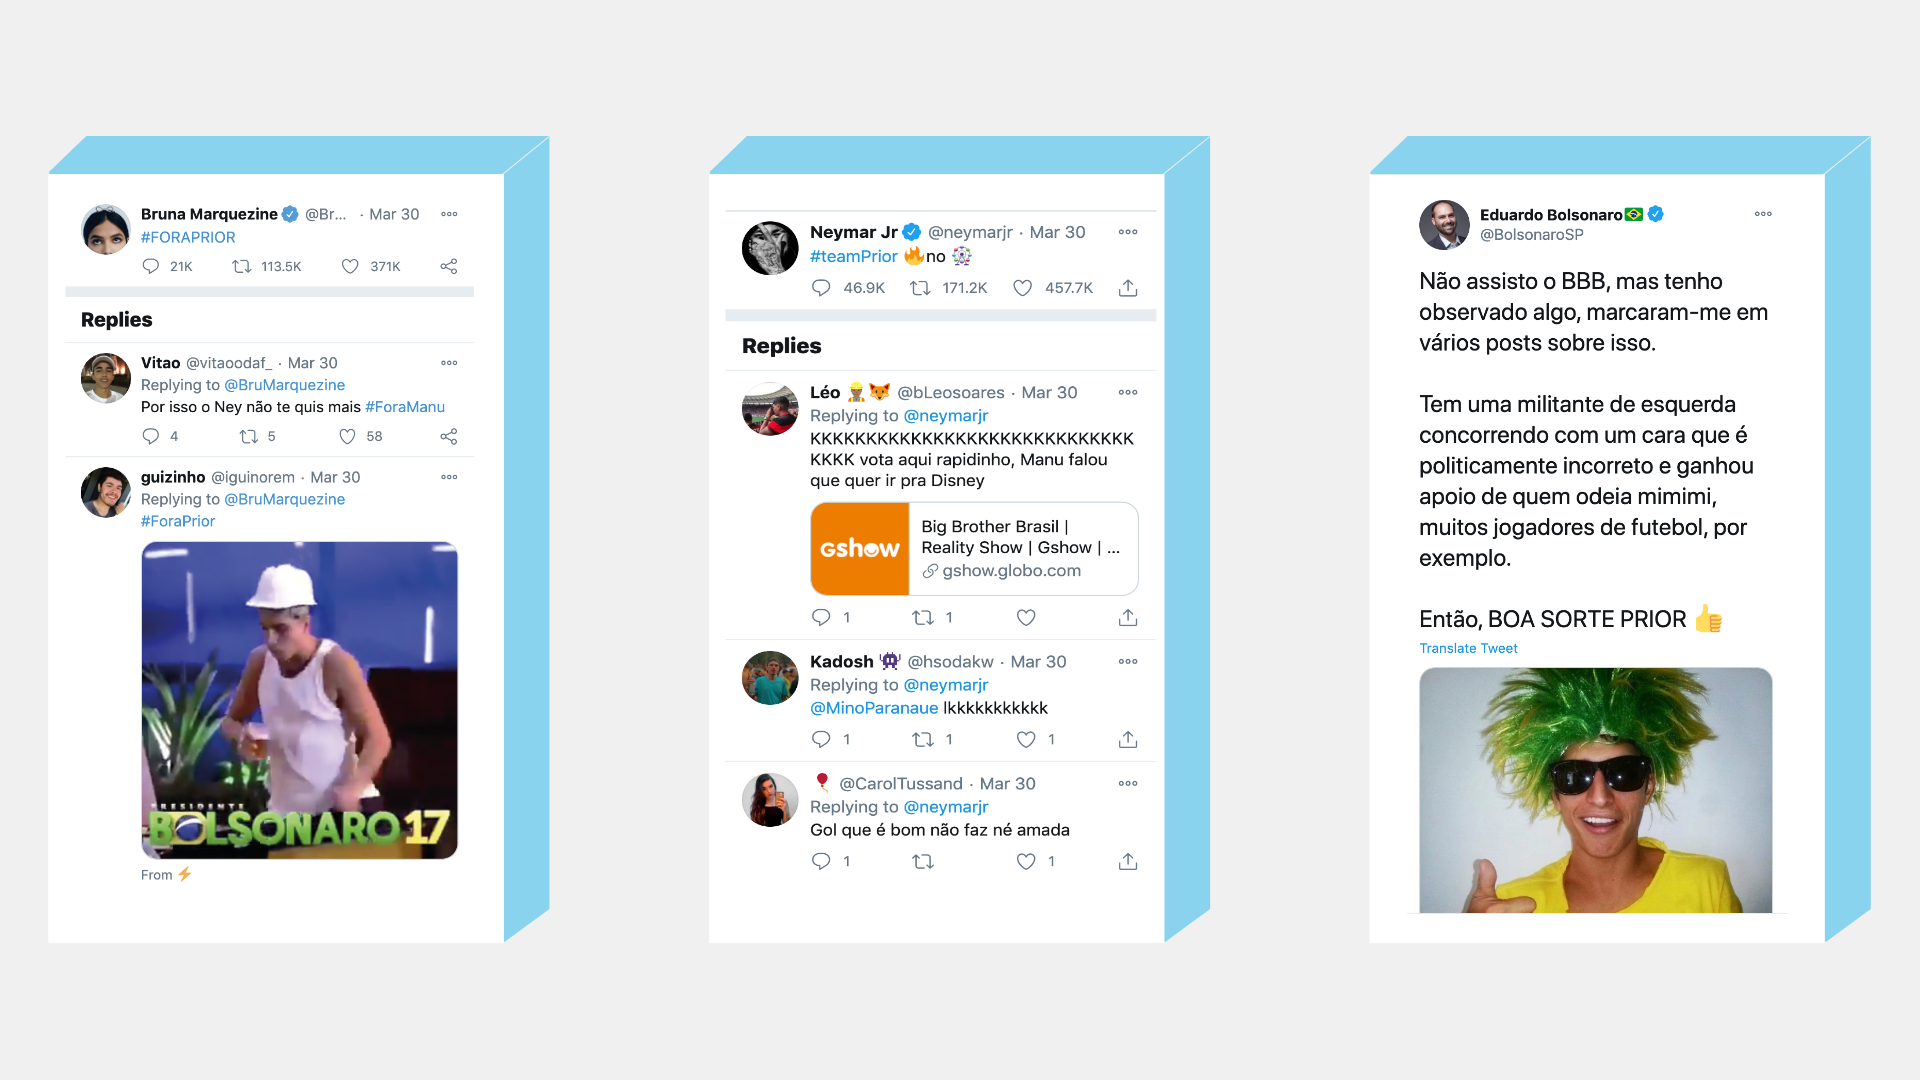 Bruna Marquezine @Br... · Mar 30
#FORAPRIOR
21K 113.5K 371K
Replies
Vitao @vitaoodaf_ · Mar 30
Replying to @BruMarquezine
Por isso o Ney não te quis mais #ForaManu
4 5 58
guizinho @iguinorem · Mar 30
Replying to @BruMarquezine
#ForaPrior
PRESIDENTE
BOLSONARO 17
From ⚡
Neymar Jr @neymarjr · Mar 30
#teamPrior 🔥no 🎡
46.9K 171.2K 457.7K
Replies
Léo 👷🏽‍♂️🦊 @bLeosoares · Mar 30
Replying to @neymarjr
KKKKKKKKKKKKKKKKKKKKKKKKKKKKK
KKKK vota aqui rapidinho, Manu falou
que quer ir pra Disney
Gshow
Big Brother Brasil |
Reality Show | Gshow | ...
gshow.globo.com
1 1
Kadosh 👾 @hsodakw · Mar 30
Replying to @neymarjr
@MinoParanaue lkkkkkkkkkkk
1 1 1
🎈 @CarolTussand · Mar 30
Replying to @neymarjr
Gol que é bom não faz né amada
1 1
Eduardo Bolsonaro🇧🇷
@BolsonaroSP
Não assisto o BBB, mas tenho
observado algo, marcaram-me em
vários posts sobre isso.
Tem uma militante de esquerda
concorrendo com um cara que é
politicamente incorreto e ganhou
apoio de quem odeia mimimi,
muitos jogadores de futebol, por
exemplo.
Então, BOA SORTE PRIOR 👍
Translate Tweet